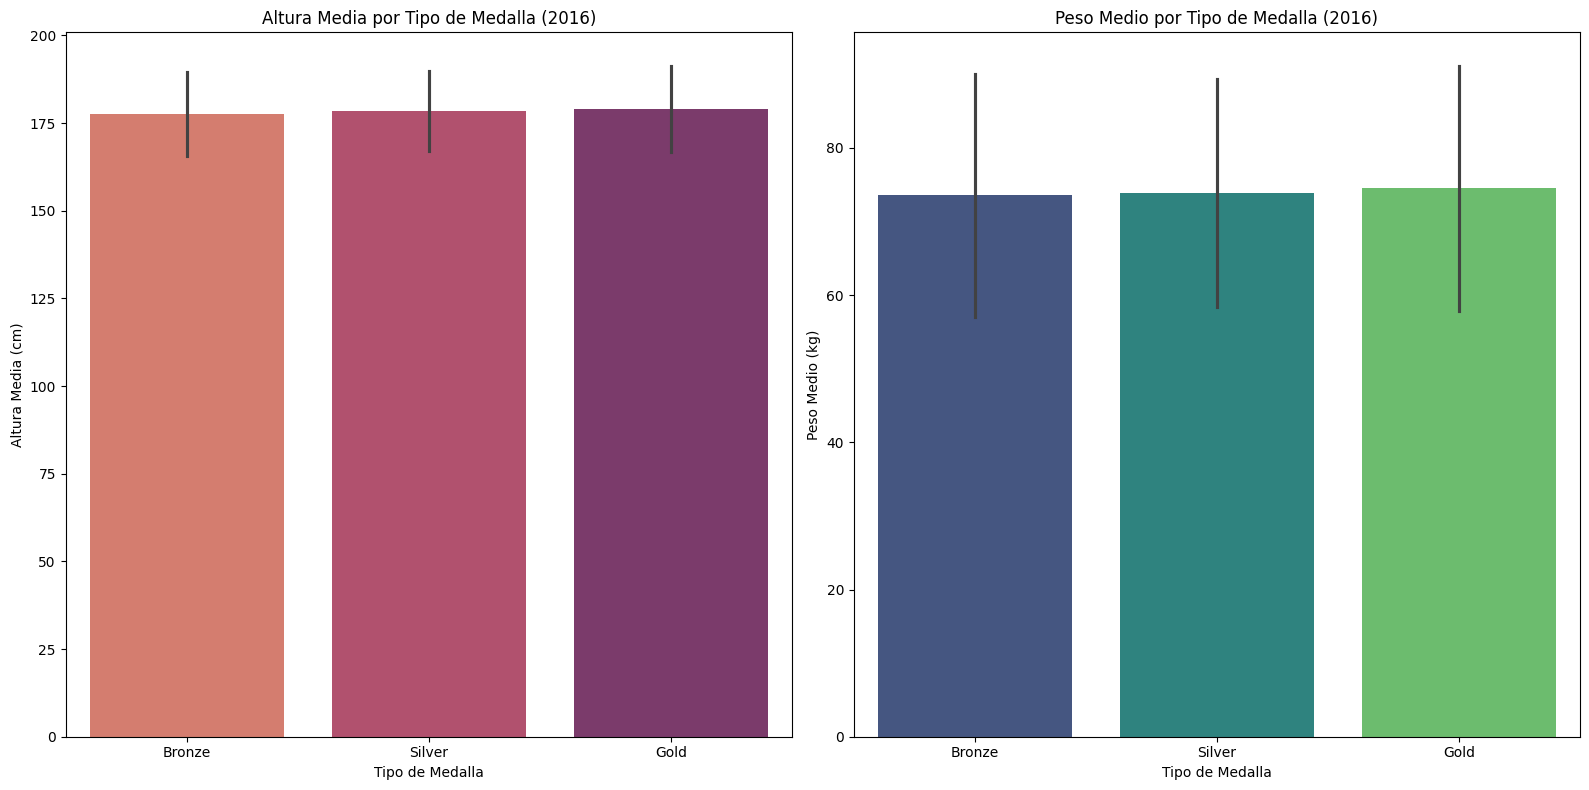 Altura Media por Tipo de Medalla (2016)
Altura Media (cm)
200
175
150
125
100
75
50
25
0
Bronze
Silver
Gold
Tipo de Medalla
Peso Medio por Tipo de Medalla (2016)
Peso Medio (kg)
80
60
40
20
0
Bronze
Silver
Gold
Tipo de Medalla